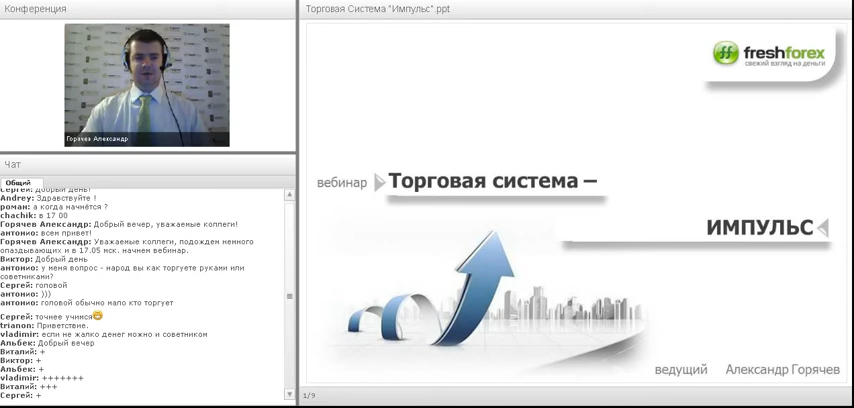 Конференция
Горячев Александр
Чат
Общий
Сергей: Добрый день!
Andrey: Здравствуйте !
роман: а когда начнётся ?
chachik: в 17 00
Горячев Александр: Добрый вечер, уважаемые коллеги!
антонио: всем привет!
Горячев Александр: Уважаемые коллеги, подождем немного
опаздывающих и в 17.05 мск. начнем вебинар.
Виктор: Добрый день
антонио: у меня вопрос - народ вы как торгуете руками или
советниками?
Сергей: головой
антонио: )))
антонио: головой обычно мало кто торгует
Сергей: точнее учимся
trianon: Приветствие.
vladimir: если не жалко денег можно и советником
Альбек: Добрый вечер
Виталий: +
Виктор: +
Альбек: +
vladimir: +++++++
Виталий: +++
Сергей: +
Торговая Система "Импульс".ppt
freshforex
свежий взгляд на деньги
вебинар Торговая система –
ИМПУЛЬС
ведущий Александр Горячев
1/9